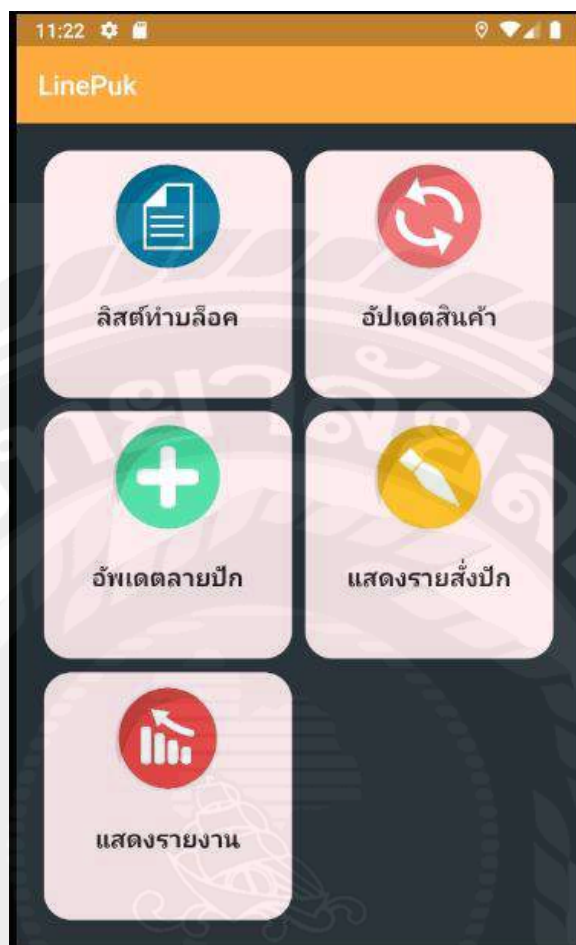 11:22
LinePuk
ลิสต์ทำบล็อค
อัปเดตสินค้า
อัพเดตลายปัก
แสดงรายสั่งปัก
แสดงรายงาน